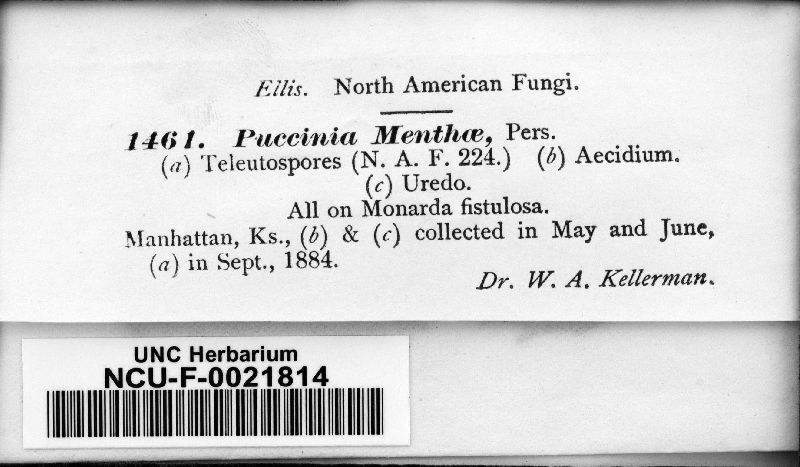 Ellis. North American Fungi.
1461. Puccinia Menthæ, Pers.
(a) Teleutospores (N. A. F. 224.) (b) Aecidium.
(c) Uredo.
All on Monarda fistulosa.
Manhattan, Ks., (b) & (c) collected in May and June,
(a) in Sept., 1884.
Dr. W. A. Kellerman.
UNC Herbarium
NCU-F-0021814